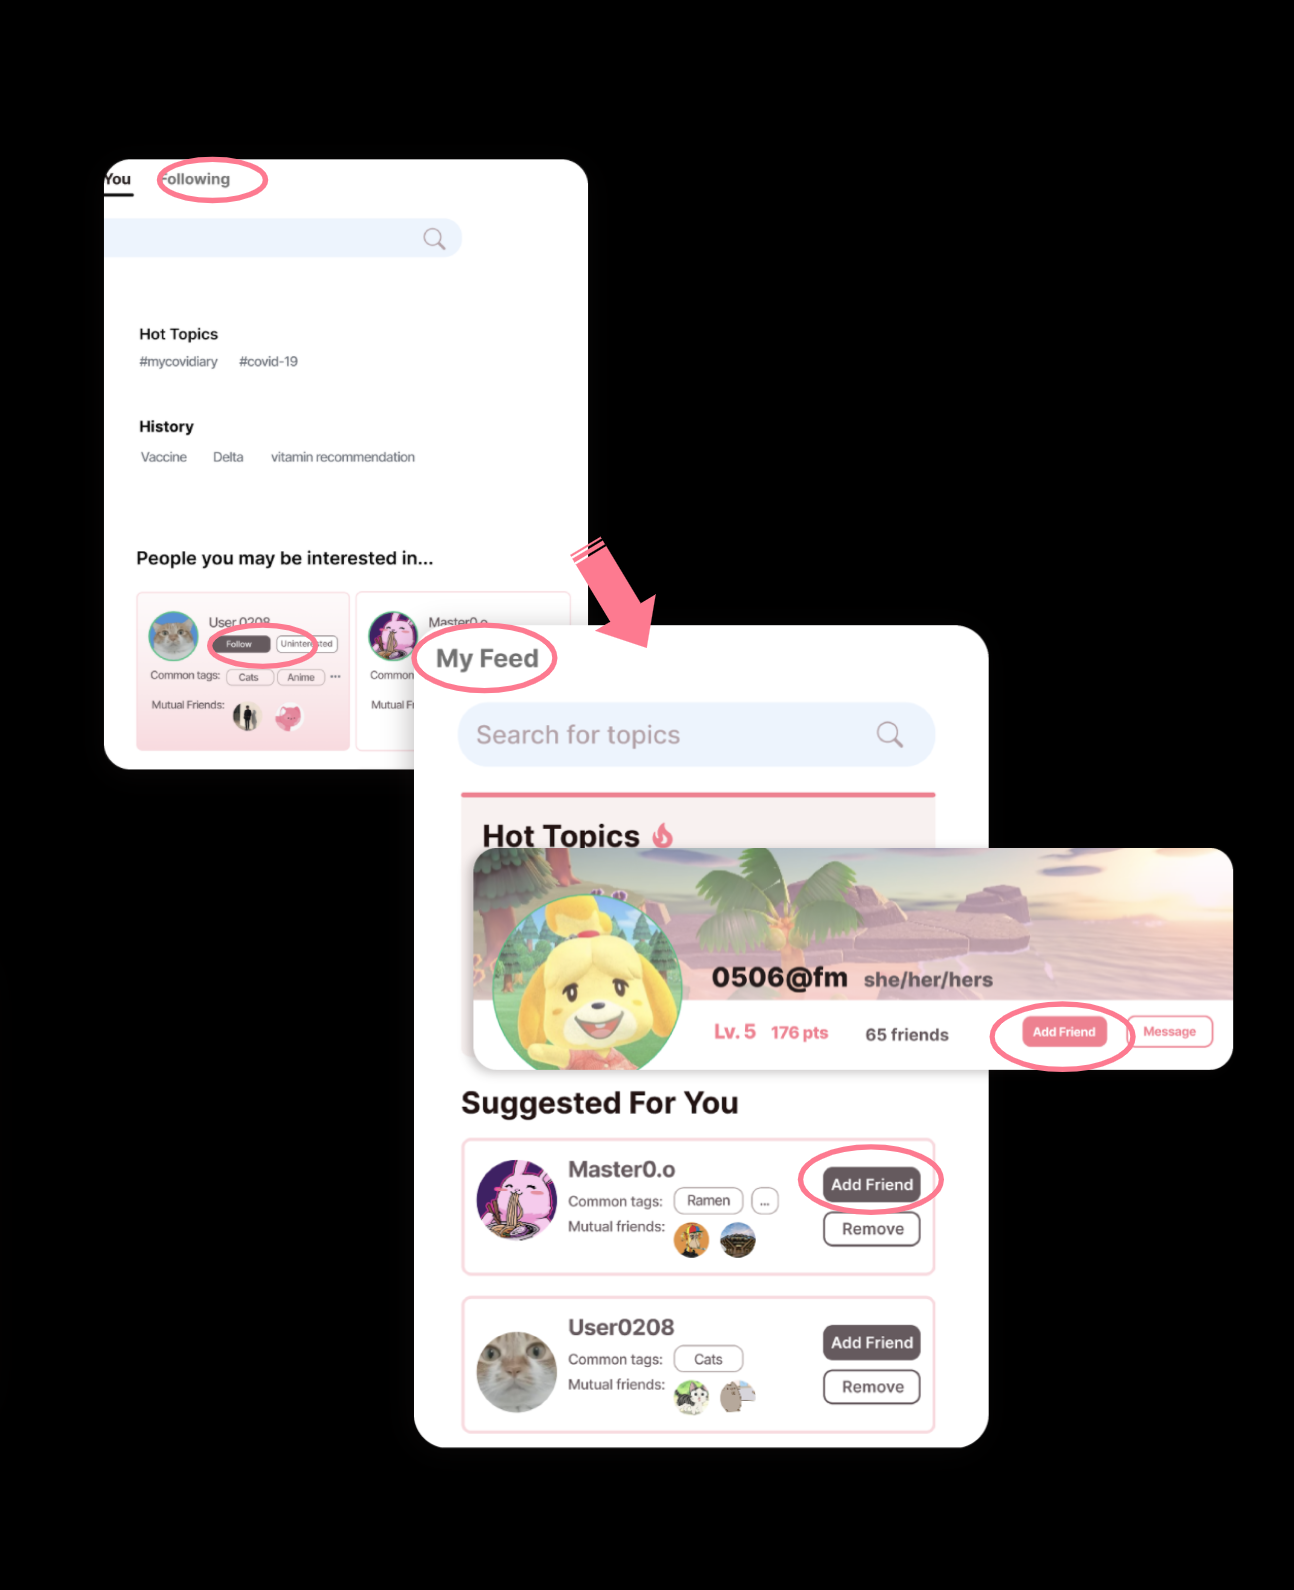 You Following
Hot Topics
#mycovidiary #covid-19
History
Vaccine Delta vitamin recommendation
People you may be interested in...
User 0208
Follow Uninterested
Common tags: Cats Anime ...
Mutual Friends:
Master0.o
Common
Mutual
My Feed
Search for topics
Hot Topics
0506@fm she/her/hers
Lv. 5 176 pts 65 friends Add Friend Message
Suggested For You
Master0.o
Common tags: Ramen ...
Mutual friends:
Add Friend
Remove
User0208
Common tags: Cats
Mutual friends:
Add Friend
Remove